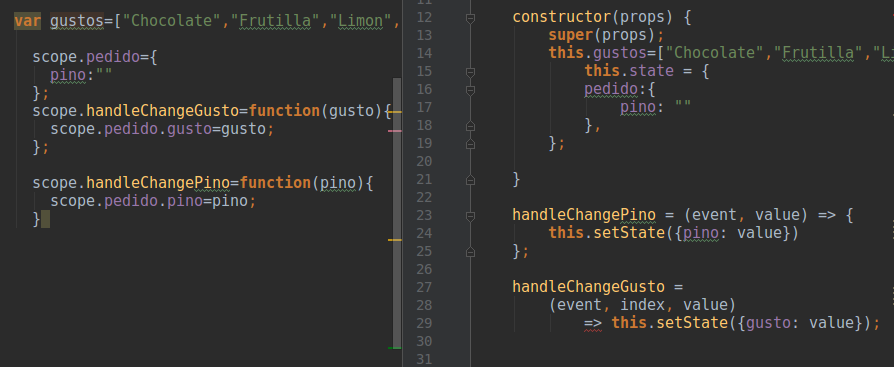 var gustos=["Chocolate","Frutilla","Limon",
scope.pedido={
pino:""
};
scope.handleChangeGusto=function(gusto){
scope.pedido.gusto=gusto;
};
scope.handleChangePino=function(pino){
scope.pedido.pino=pino;
}
11
12 constructor(props) {
13 super(props);
14 this.gustos=["Chocolate","Frutilla","Li
15 this.state = {
16 pedido:{
17 pino: ""
18 },
19 };
20
21 }
22
23 handleChangePino = (event, value) => {
24 this.setState({pino: value})
25 };
26
27 handleChangeGusto =
28 (event, index, value)
29 => this.setState({gusto: value});
30
31